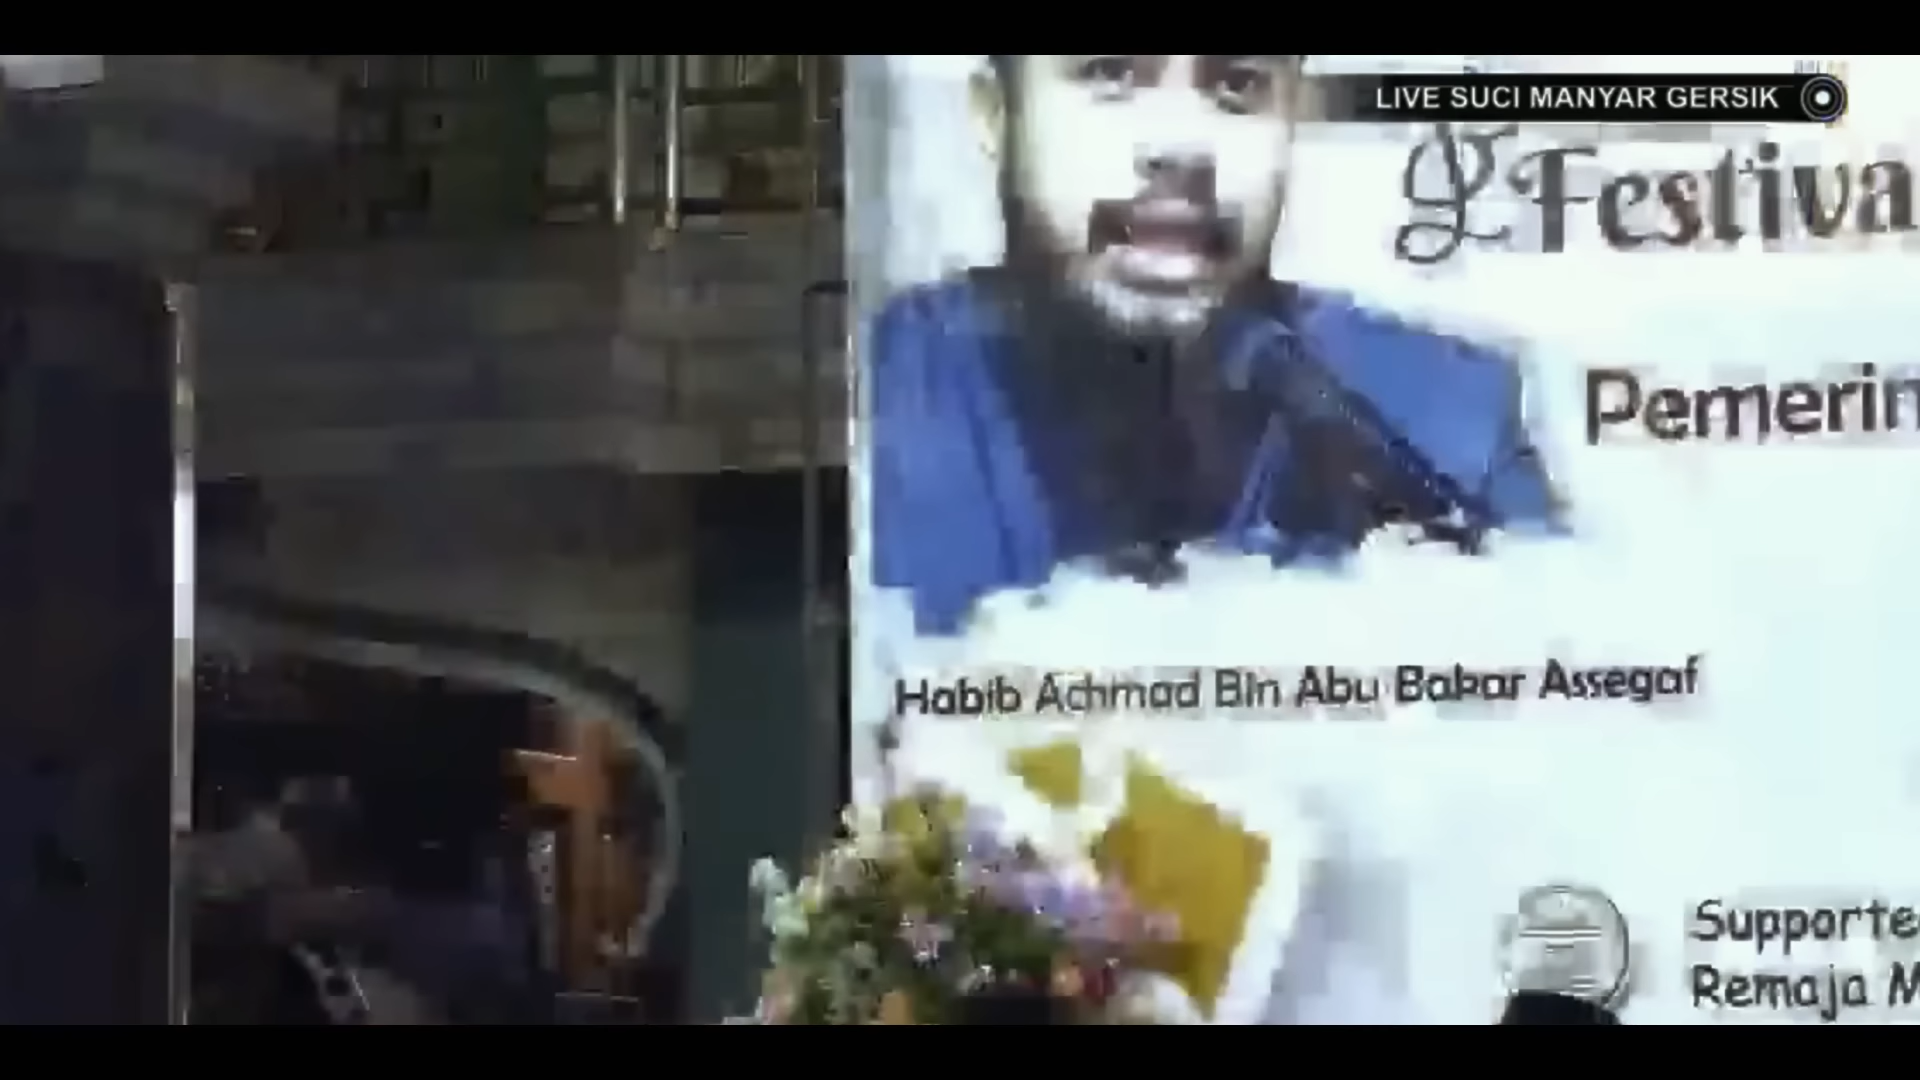 LIVE SUCI MANYAR GERSIK
Festiva
Pemerin
Habib Achmad Bin Abu Bakar Assegaf
Supporte
Remaja M